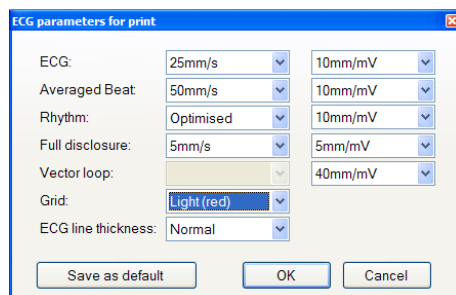 ECG parameters for print
ECG: 25mm/s 10mm/mV
Averaged Beat: 50mm/s 10mm/mV
Rhythm: Optimised 10mm/mV
Full disclosure: 5mm/s 5mm/mV
Vector loop: 40mm/mV
Grid: Light (red)
ECG line thickness: Normal
Save as default OK Cancel